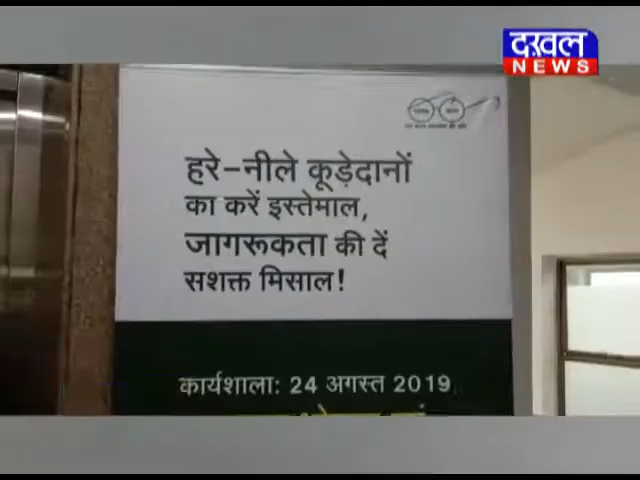 दख़ल
NEWS
हरे-नीले कूड़ेदानों
का करें इस्तेमाल,
जागरूकता की दें
सशक्त मिसाल!
कार्यशाला: 24 अगस्त 2019